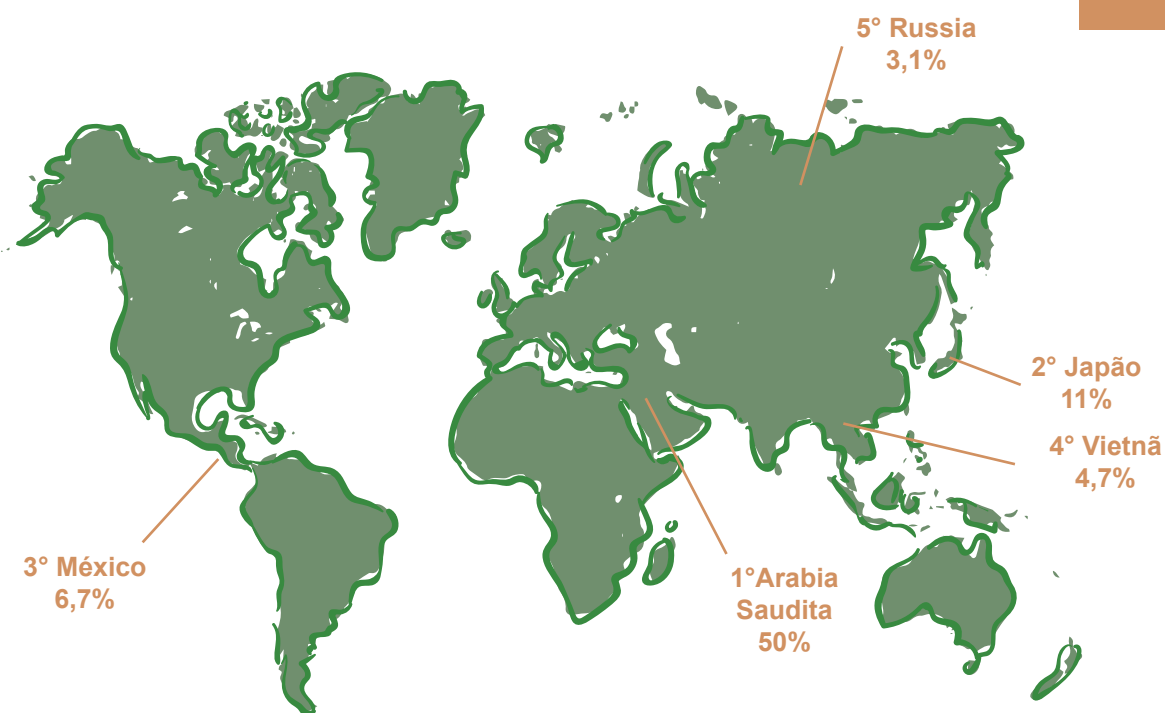 5° Russia
3,1%
2° Japão
11%
4° Vietnã
4,7%
3° México
6,7%
1°Arabia
Saudita
50%